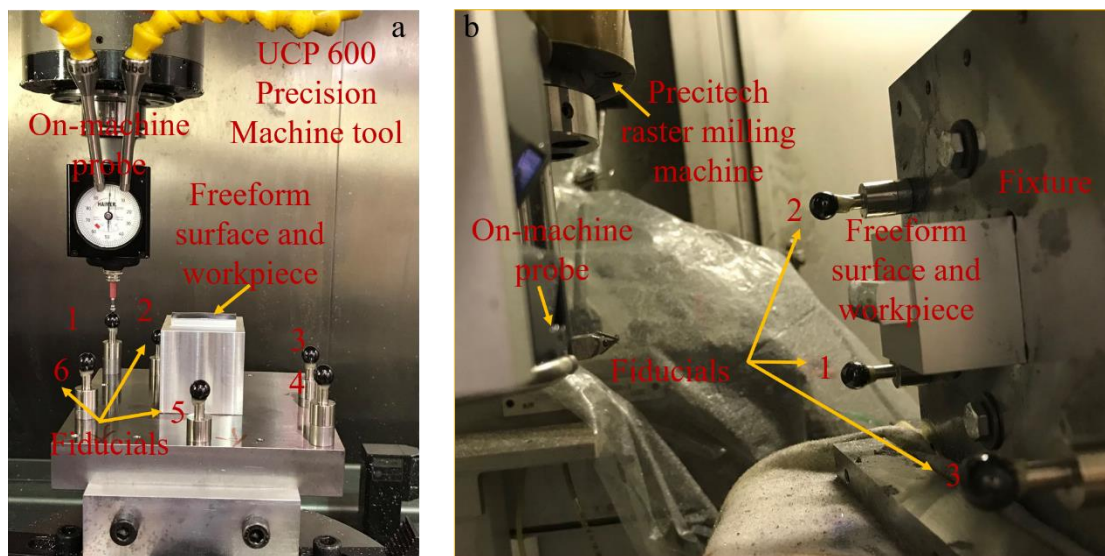 a
UCP 600
Precision
Machine tool
On-machine
probe
Freeform
surface and
workpiece
1
2
3
4
5
6
Fiducials
b
Precitech
raster milling
machine
On-machine
probe
Fixture
Freeform
surface and
workpiece
2
1
3
Fiducials